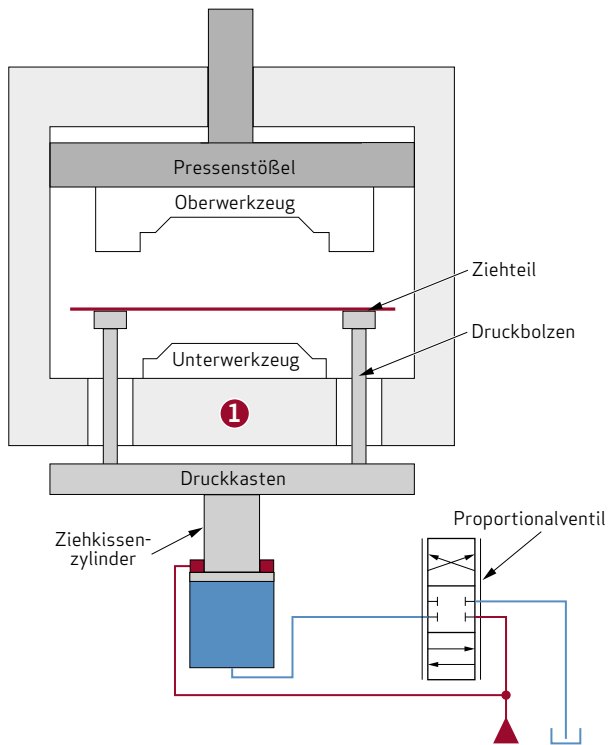 Pressenstößel
Oberwerkzeug
Ziehteil
Druckbolzen
Unterwerkzeug
1
Druckkasten
Proportionalventil
Ziehkissen-
zylinder